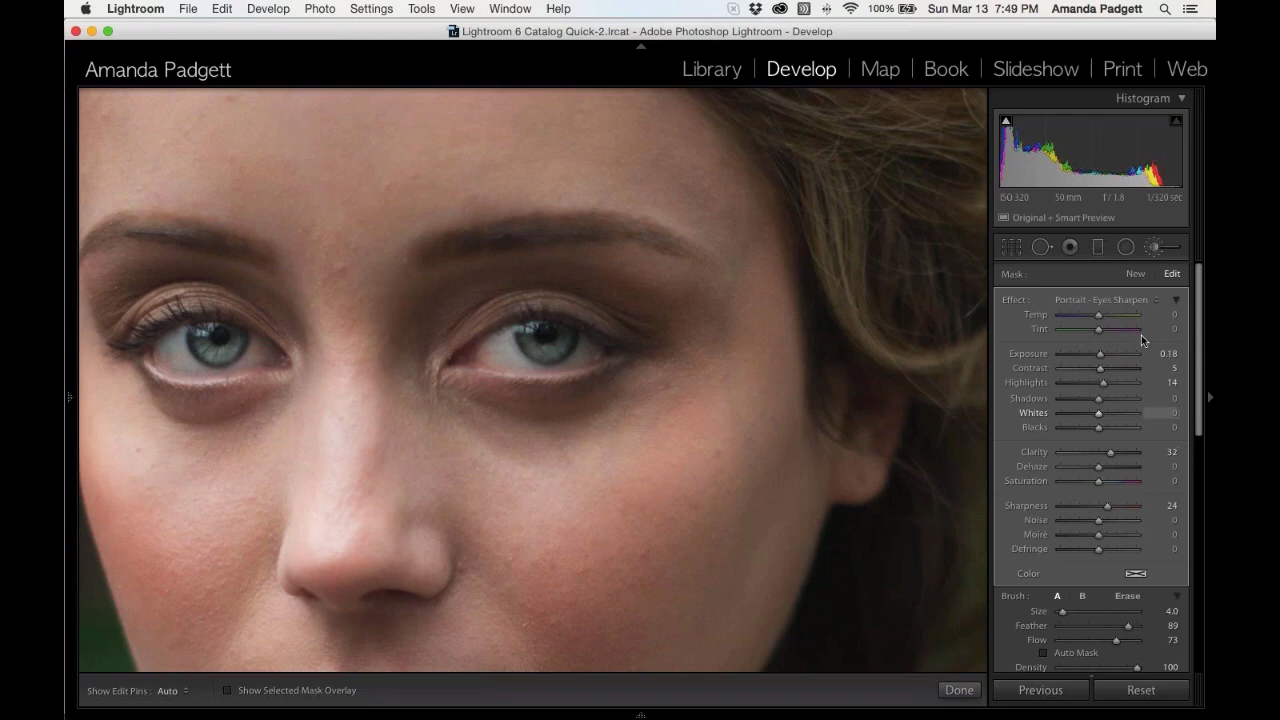 Lightroom File Edit Develop Photo Settings Tools View Window Help 100% Sun Mar 13 7:49 PM Amanda Padgett
Lightroom 6 Catalog Quick-2.lrcat - Adobe Photoshop Lightroom - Develop
Amanda Padgett Library Develop Map Book Slideshow Print Web
Histogram
ISO 320 50 mm f / 1.8 1/320 sec
Original + Smart Preview
Mask : New Edit
Effect : Portrait - Eyes Sharpen
Temp 0
Tint 0
Exposure 0.18
Contrast 5
Highlights 14
Shadows 0
Whites 0
Blacks 0
Clarity 32
Dehaze 0
Saturation 0
Sharpness 24
Noise 0
Moiré 0
Defringe 0
Color
Brush : A B Erase
Size 4.0
Feather 89
Flow 73
Auto Mask
Density 100
Show Edit Pins : Auto Show Selected Mask Overlay Done Previous Reset